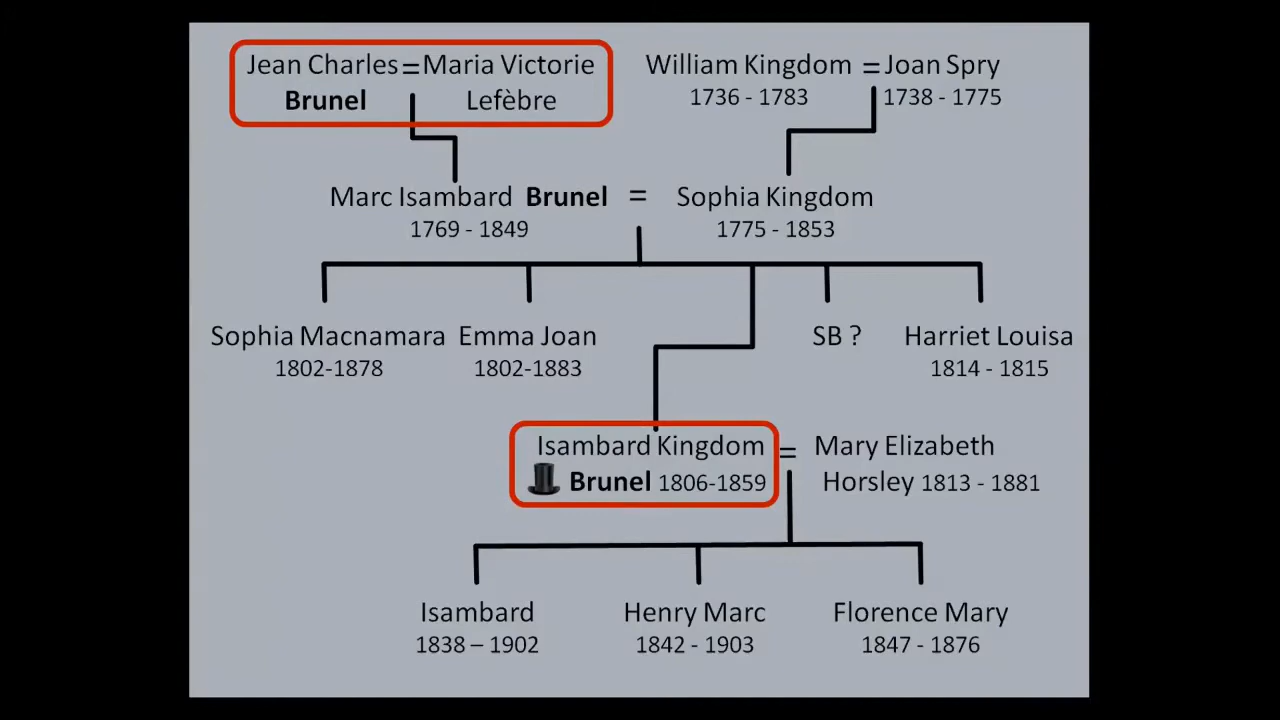 Jean Charles = Maria Victorie
Brunel Lefèbre
William Kingdom = Joan Spry
1736 - 1783 1738 - 1775
Marc Isambard Brunel = Sophia Kingdom
1769 - 1849 1775 - 1853
Sophia Macnamara Emma Joan SB ? Harriet Louisa
1802-1878 1802-1883 1814 - 1815
Isambard Kingdom = Mary Elizabeth
Brunel 1806-1859 Horsley 1813 - 1881
Isambard Henry Marc Florence Mary
1838 – 1902 1842 - 1903 1847 - 1876